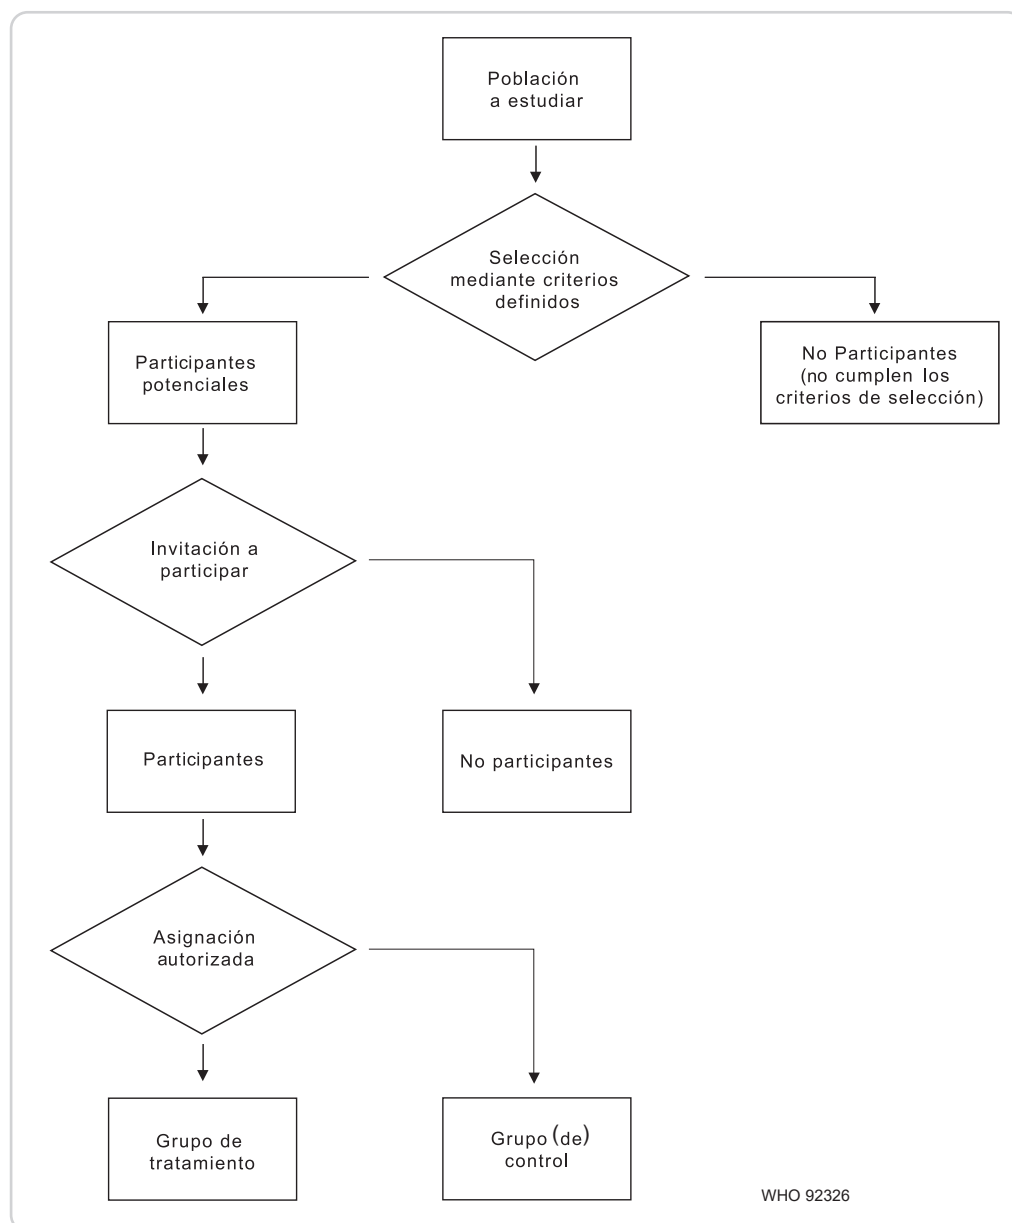 Población
a estudiar
Selección
mediante criterios
definidos
Participantes
potenciales
No Participantes
(no cumplen los
criterios de selección)
Invitación a
participar
Participantes
No participantes
Asignación
autorizada
Grupo de
tratamiento
Grupo (de)
control
WHO 92326